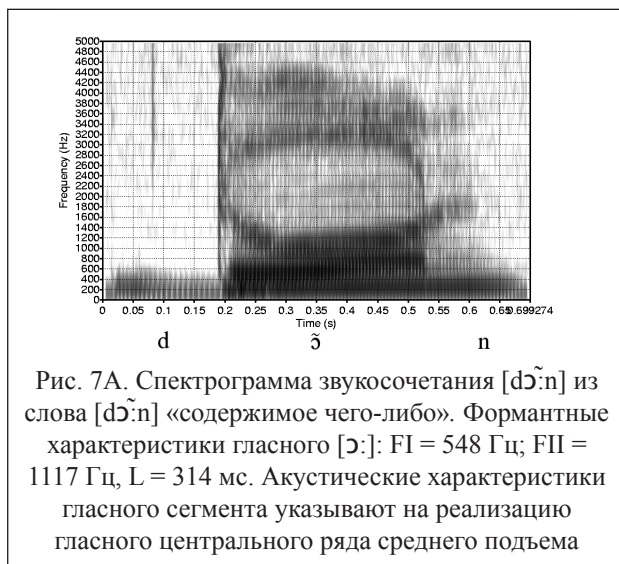 5000
4800
4600
4400
4200
4000
3800
3600
3400
3200
3000
2800
2600
2400
2200
2000
1800
1600
1400
1200
1000
800
600
400
200
0
Frequency (Hz)
0 0.05 0.1 0.15 0.2 0.25 0.3 0.35 0.4 0.45 0.5 0.55 0.6 0.65 0.699274
Time (s)
d ɔ̃ n
Рис. 7А. Спектрограмма звукосочетания [dɔ̃:n] из
слова [dɔ̃:n] «содержимое чего-либо». Формантные
характеристики гласного [ɔ:]: FI = 548 Гц; FII =
1117 Гц, L = 314 мс. Акустические характеристики
гласного сегмента указывают на реализацию
гласного центрального ряда среднего подъема